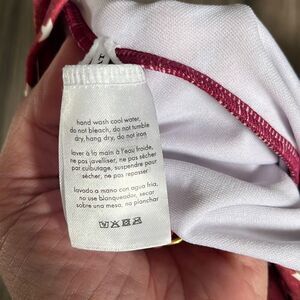 hand wash cool water,
do not bleach, do not tumble
dry, hang dry, do not iron
laver à la main à l'eau froide,
ne pas javelliser, ne pas sécher
par culbutage, suspendre pour
sécher, ne pas repasser
lavado a mano con agua fria,
no use blanqueador, secar
sobre una mesa, no planchar